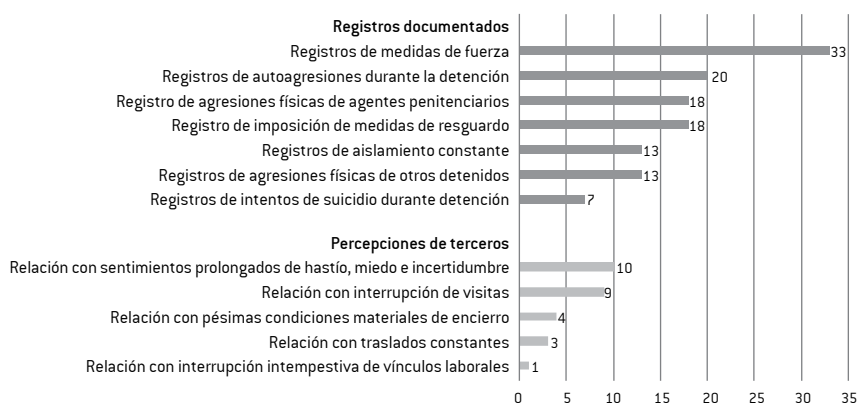 Registros documentados
Registros de medidas de fuerza 33
Registros de autoagresiones durante la detención 20
Registro de agresiones físicas de agentes penitenciarios 18
Registro de imposición de medidas de resguardo 18
Registros de aislamiento constante 13
Registros de agresiones físicas de otros detenidos 13
Registros de intentos de suicidio durante detención 7
Percepciones de terceros
Relación con sentimientos prolongados de hastío, miedo e incertidumbre 10
Relación con interrupción de visitas 9
Relación con pésimas condiciones materiales de encierro 4
Relación con traslados constantes 3
Relación con interrupción intempestiva de vínculos laborales 1
0 5 10 15 20 25 30 35